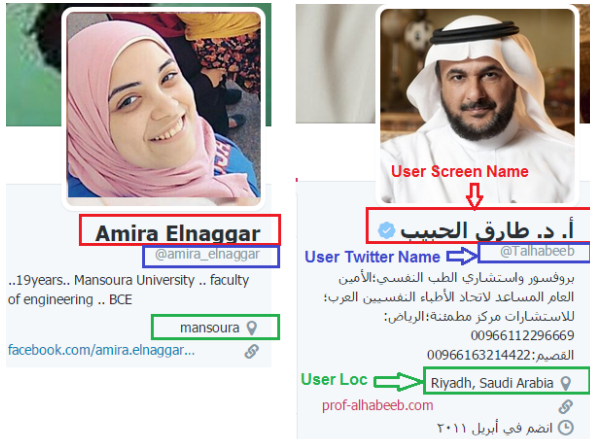 Amira Elnaggar
@amira_elnaggar
..19years.. Mansoura University .. faculty
of engineering .. BCE
mansoura
facebook.com/amira.elnaggar...
User Screen Name
أ. د. طارق الحبيب
User Twitter Name
@Talhabeeb
بروفسور واستشاري الطب النفسي؛الأمين
العام المساعد لاتحاد الأطباء النفسيين العرب؛
للاستشارات مركز مطمئنة؛الرياض:
00966112296669
القصيم:00966163214422
User Loc
Riyadh, Saudi Arabia
prof-alhabeeb.com
انضم في أبريل ٢٠١١